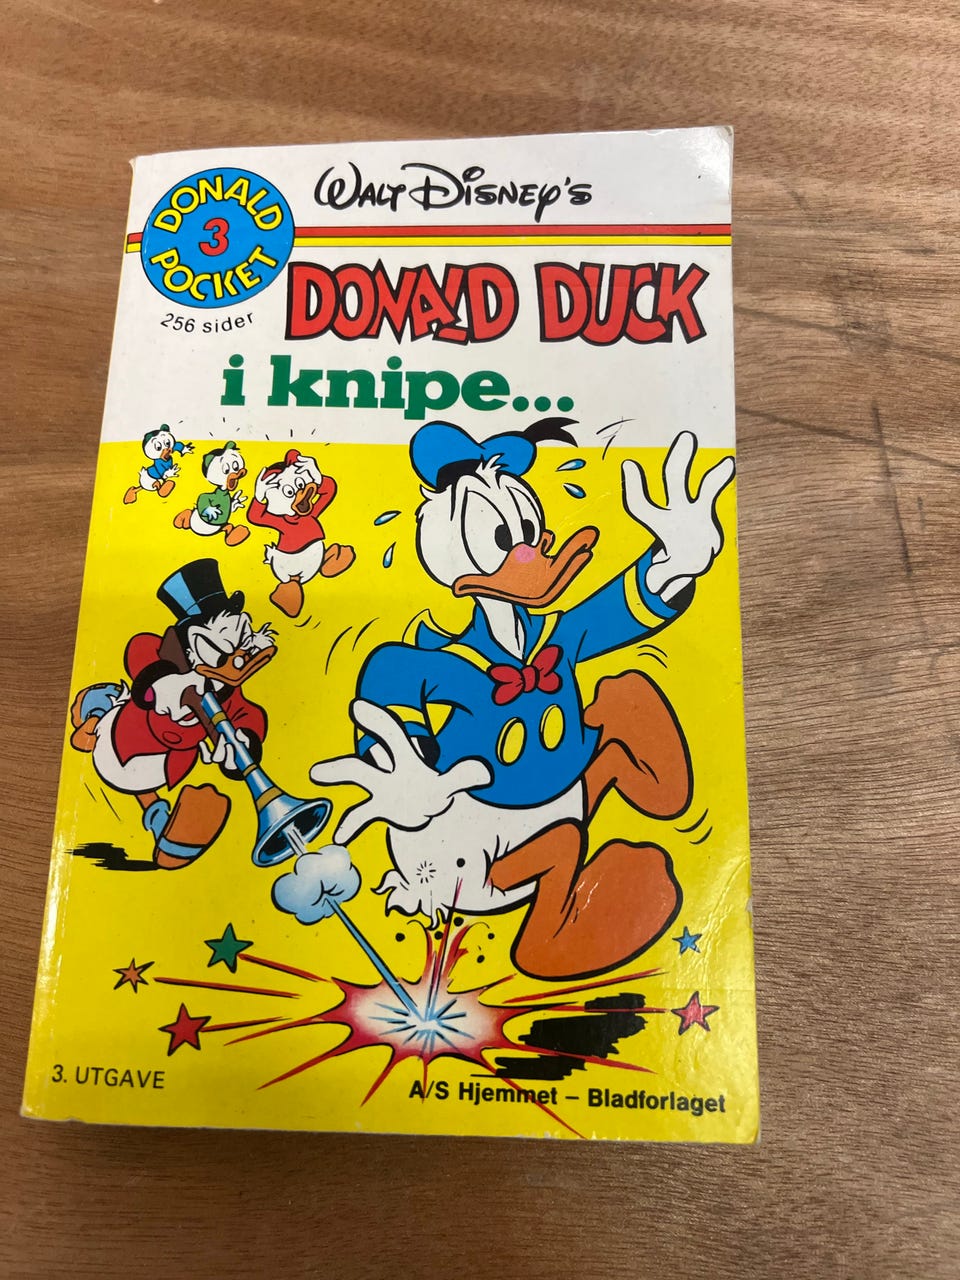 DONALD
3
POCKET
WALT DISNEY'S
256 sider
DONALD DUCK
i knipe...
3. UTGAVE
A/S Hjemmet – Bladforlaget